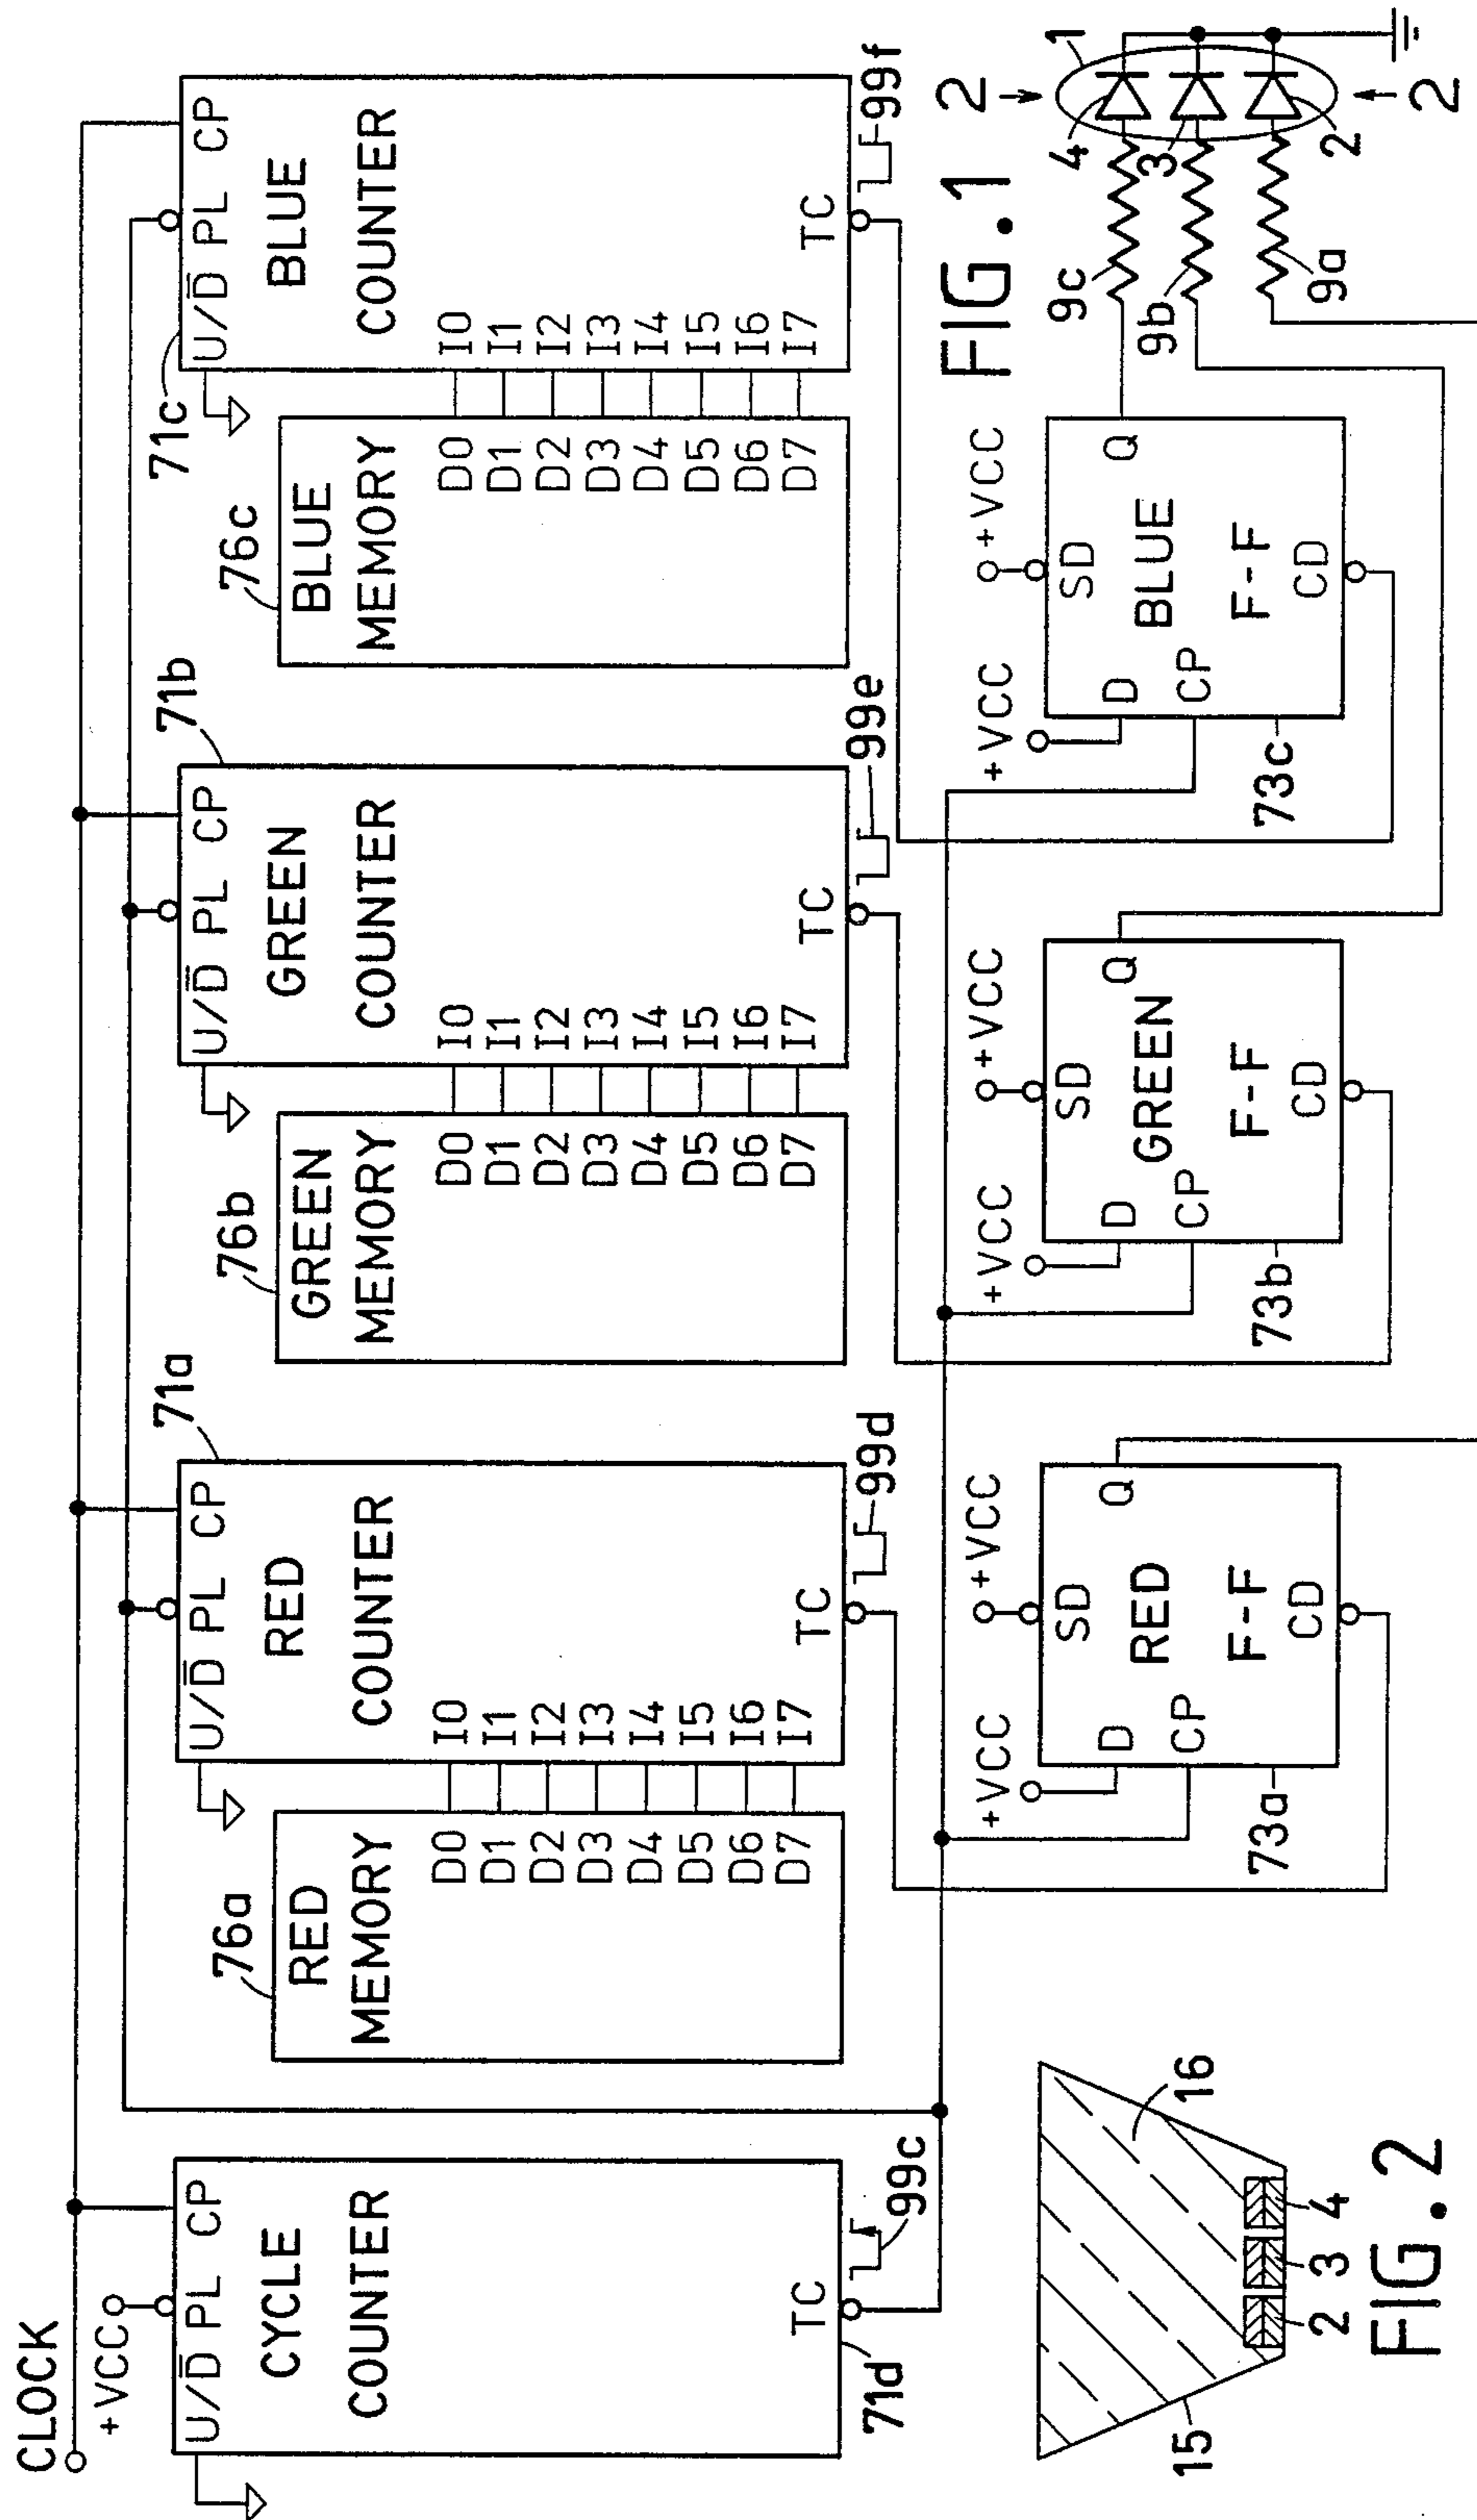 CLOCK
+VCC
U/D̅ PL CP
CYCLE
COUNTER
TC
71d
99c
76a
RED
MEMORY
D0
D1
D2
D3
D4
D5
D6
D7
71a
U/D̅ PL CP
RED
COUNTER
I0
I1
I2
I3
I4
I5
I6
I7
TC
99d
76b
GREEN
MEMORY
D0
D1
D2
D3
D4
D5
D6
D7
71b
U/D̅ PL CP
GREEN
COUNTER
I0
I1
I2
I3
I4
I5
I6
I7
TC
99e
76c
BLUE
MEMORY
D0
D1
D2
D3
D4
D5
D6
D7
71c
U/D̅ PL CP
BLUE
COUNTER
I0
I1
I2
I3
I4
I5
I6
I7
TC
99f
15
16
2
3
4
FIG. 2
+VCC
+VCC
D
SD
Q
RED
CP
F-F
CD
73a
+VCC
+VCC
D
SD
Q
GREEN
CP
F-F
CD
73b
+VCC
+VCC
D
SD
Q
BLUE
CP
F-F
CD
73c
FIG. 1
2
1
9c
4
9b
3
9a
2
2